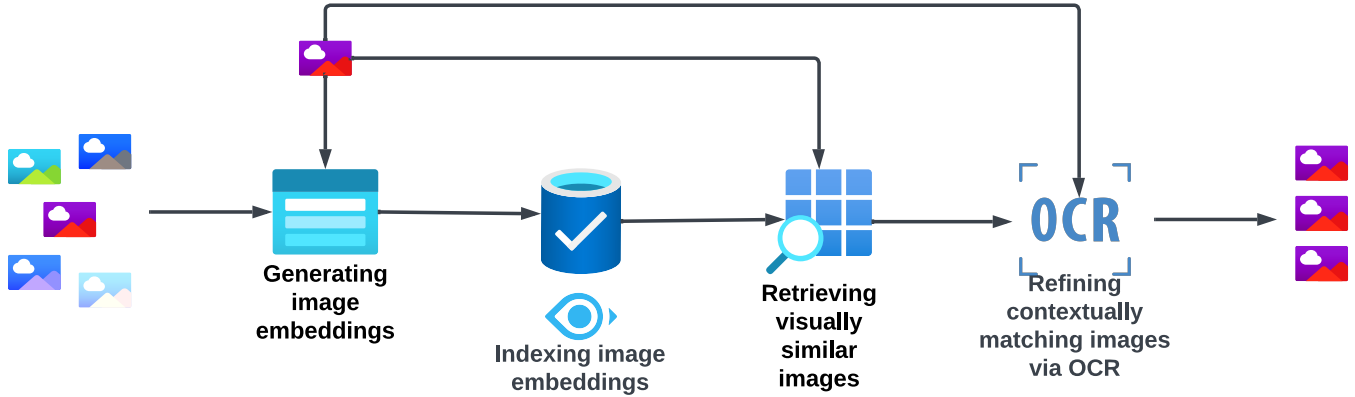 Generating
image
embeddings
Indexing image
embeddings
Retrieving
visually
similar
images
OCR
Refining
contextually
matching images
via OCR